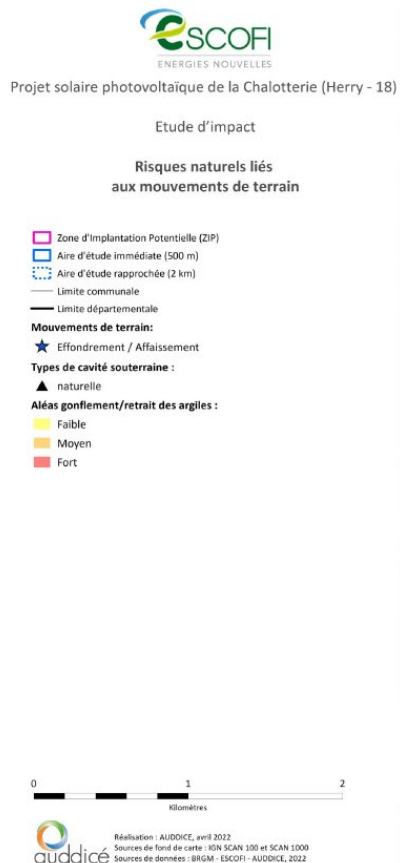 ESCOFI
ENERGIES NOUVELLES
Projet solaire photovoltaïque de la Chalotterie (Herry - 18)
Etude d'impact
Risques naturels liés
aux mouvements de terrain
Zone d'Implantation Potentielle (ZIP)
Aire d'étude immédiate (500 m)
Aire d'étude rapprochée (2 km)
Limite communale
Limite départementale
Mouvements de terrain:
Effondrement / Affaissement
Types de cavité souterraine :
naturelle
Aléas gonflement/retrait des argiles :
Faible
Moyen
Fort
0 1 2
Kilomètres
auddicé
Réalisation : AUDDICE, avril 2022
Sources de fond de carte : IGN SCAN 100 et SCAN 1000
Sources de données : BRGM - ESCOFI - AUDDICE, 2022